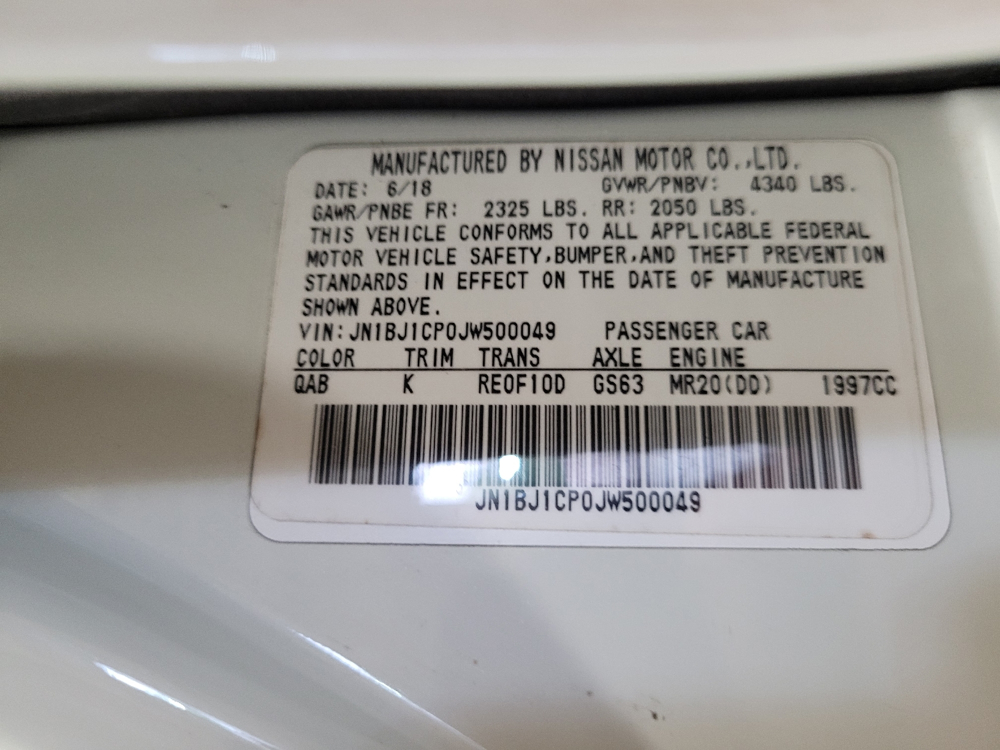 MANUFACTURED BY NISSAN MOTOR CO.,LTD.
DATE: 6/18 GVWR/PNBV: 4340 LBS.
GAWR/PNBE FR: 2325 LBS. RR: 2050 LBS.
THIS VEHICLE CONFORMS TO ALL APPLICABLE FEDERAL
MOTOR VEHICLE SAFETY,BUMPER,AND THEFT PREVENTION
STANDARDS IN EFFECT ON THE DATE OF MANUFACTURE
SHOWN ABOVE.
VIN:JN1BJ1CP0JW500049 PASSENGER CAR
COLOR TRIM TRANS AXLE ENGINE
QAB K RE0F10D GS63 MR20(DD) 1997CC
JN1BJ1CP0JW500049